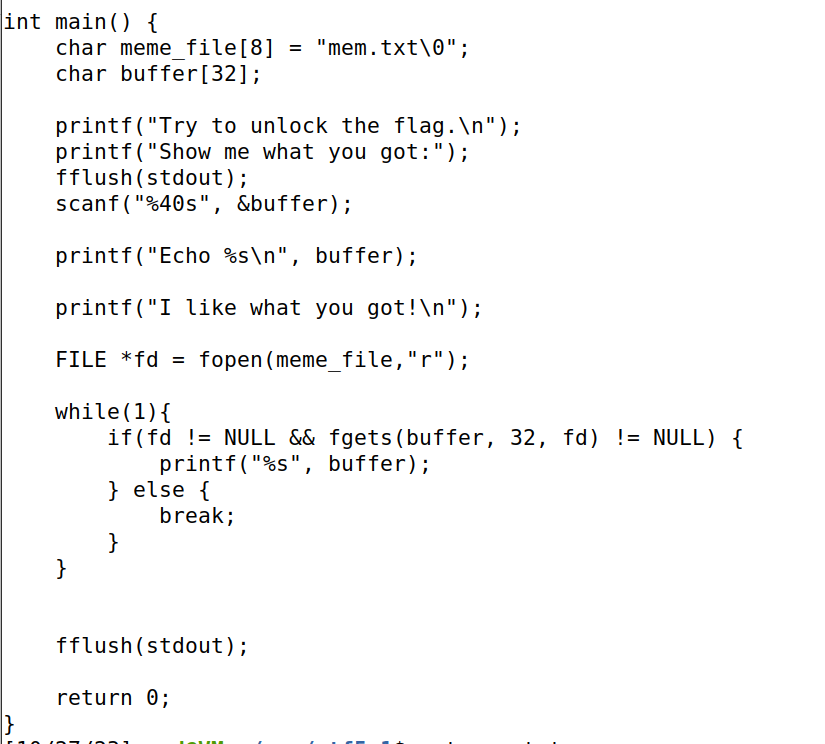 int main() {
    char meme_file[8] = "mem.txt\0";
    char buffer[32];

    printf("Try to unlock the flag.\n");
    printf("Show me what you got:");
    fflush(stdout);
    scanf("%40s", &buffer);

    printf("Echo %s\n", buffer);

    printf("I like what you got!\n");

    FILE *fd = fopen(meme_file,"r");

    while(1){
        if(fd != NULL && fgets(buffer, 32, fd) != NULL) {
            printf("%s", buffer);
        } else {
            break;
        }
    }


    fflush(stdout);

    return 0;
}